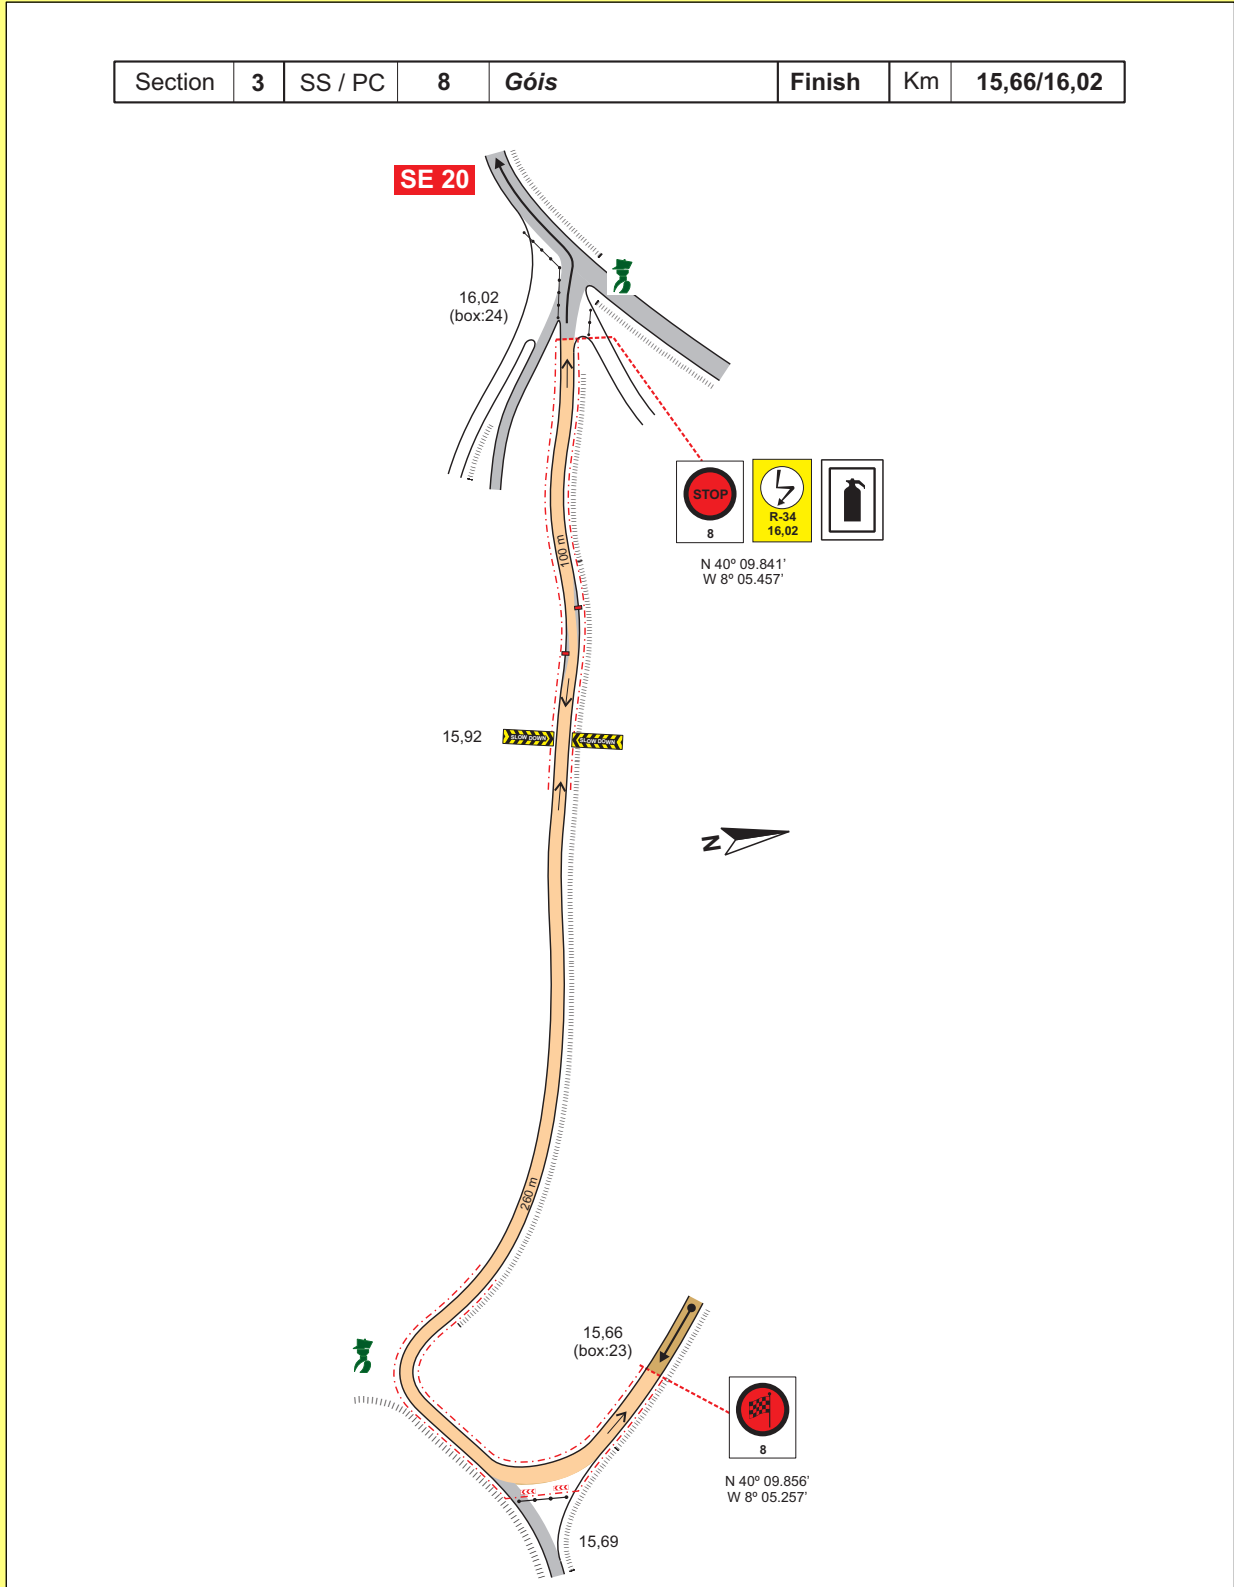 Section 3 SS / PC 8 Góis Finish Km 15,66/16,02
SE 20
16,02
(box:24)
STOP
8
R-34
16,02
N 40º 09.841’
W 8º 05.457’
100 m
15,92
SLOW DOWN
SLOW DOWN
N
260 m
15,66
(box:23)
8
N 40º 09.856’
W 8º 05.257’
15,69